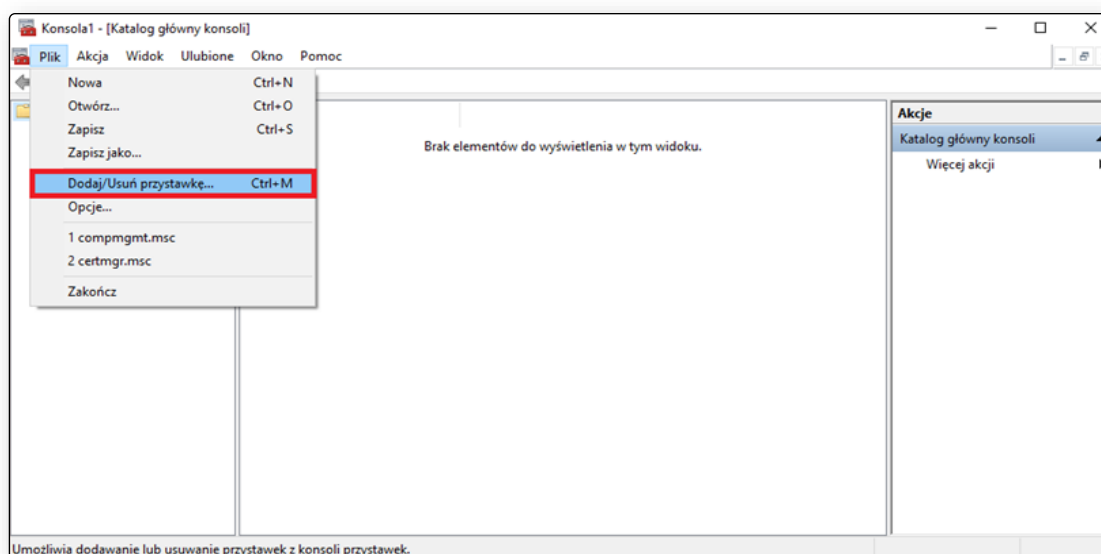 Konsola1 - [Katalog główny konsoli]
Plik Akcja Widok Ulubione Okno Pomoc
Nowa Ctrl+N
Otwórz... Ctrl+O
Zapisz Ctrl+S
Zapisz jako...
Dodaj/Usuń przystawkę... Ctrl+M
Opcje...
1 compmgmt.msc
2 certmgr.msc
Zakończ
Brak elementów do wyświetlenia w tym widoku.
Akcje
Katalog główny konsoli
Więcej akcji
Umożliwia dodawanie lub usuwanie przystawek z konsoli przystawek.